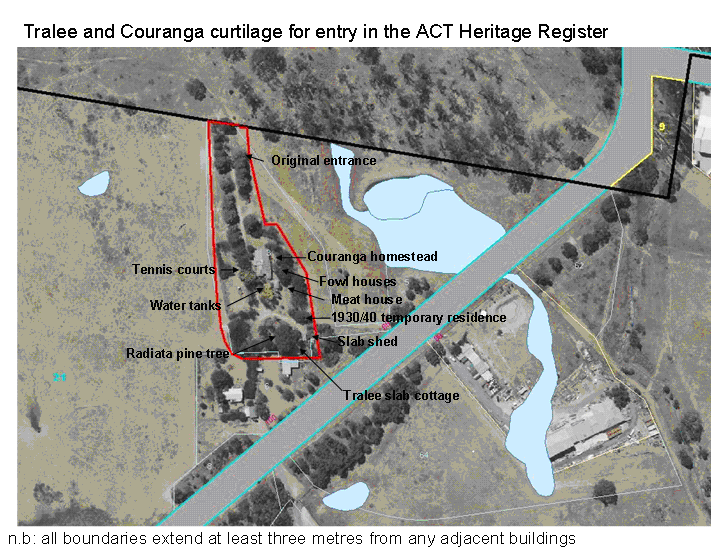 Tralee and Couranga curtilage for entry in the ACT Heritage Register
9
Original entrance
Couranga homestead
Tennis courts
Fowl houses
Meat house
Water tanks
1930/40 temporary residence
Slab shed
Radiata pine tree
Tralee slab cottage
64
n.b: all boundaries extend at least three metres from any adjacent buildings